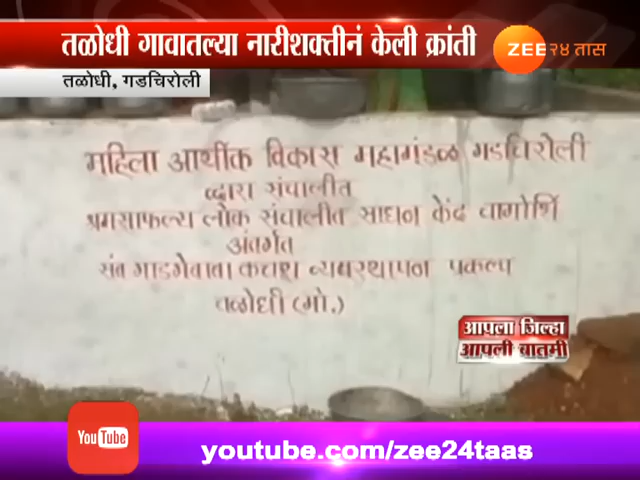 तळोधी गावातल्या नारीशक्तीनं केली क्रांती
ZEE २४ तास
तळोधी, गडचिरोली
महिला आर्थीक विकास महामंडळ गडचिरोली
व्दारा संचालीत
श्रमसाफल्य लोक संचालीत साधन केंद्र चामोर्शि
अंतर्गत
संत गाडगेबाबा कचरा व्यवस्थापन पकल्प
तळोधी (मो.)
आपला जिल्हा
आपली बातमी
YouTube
youtube.com/zee24taas